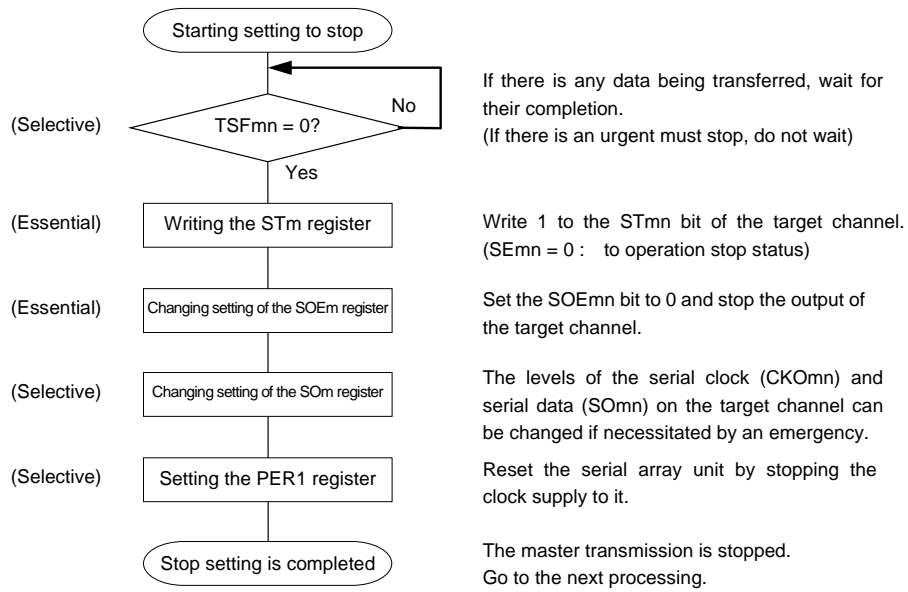 Starting setting to stop
If there is any data being transferred, wait for
their completion.
(If there is an urgent must stop, do not wait)
(Selective)
TSFmn = 0?
No
Yes
(Essential)
Writing the STm register
Write 1 to the STmn bit of the target channel.
(SEmn = 0 : to operation stop status)
(Essential)
Changing setting of the SOEm register
Set the SOEmn bit to 0 and stop the output of
the target channel.
(Selective)
Changing setting of the SOm register
The levels of the serial clock (CKOmn) and
serial data (SOmn) on the target channel can
be changed if necessitated by an emergency.
(Selective)
Setting the PER1 register
Reset the serial array unit by stopping the
clock supply to it.
Stop setting is completed
The master transmission is stopped.
Go to the next processing.